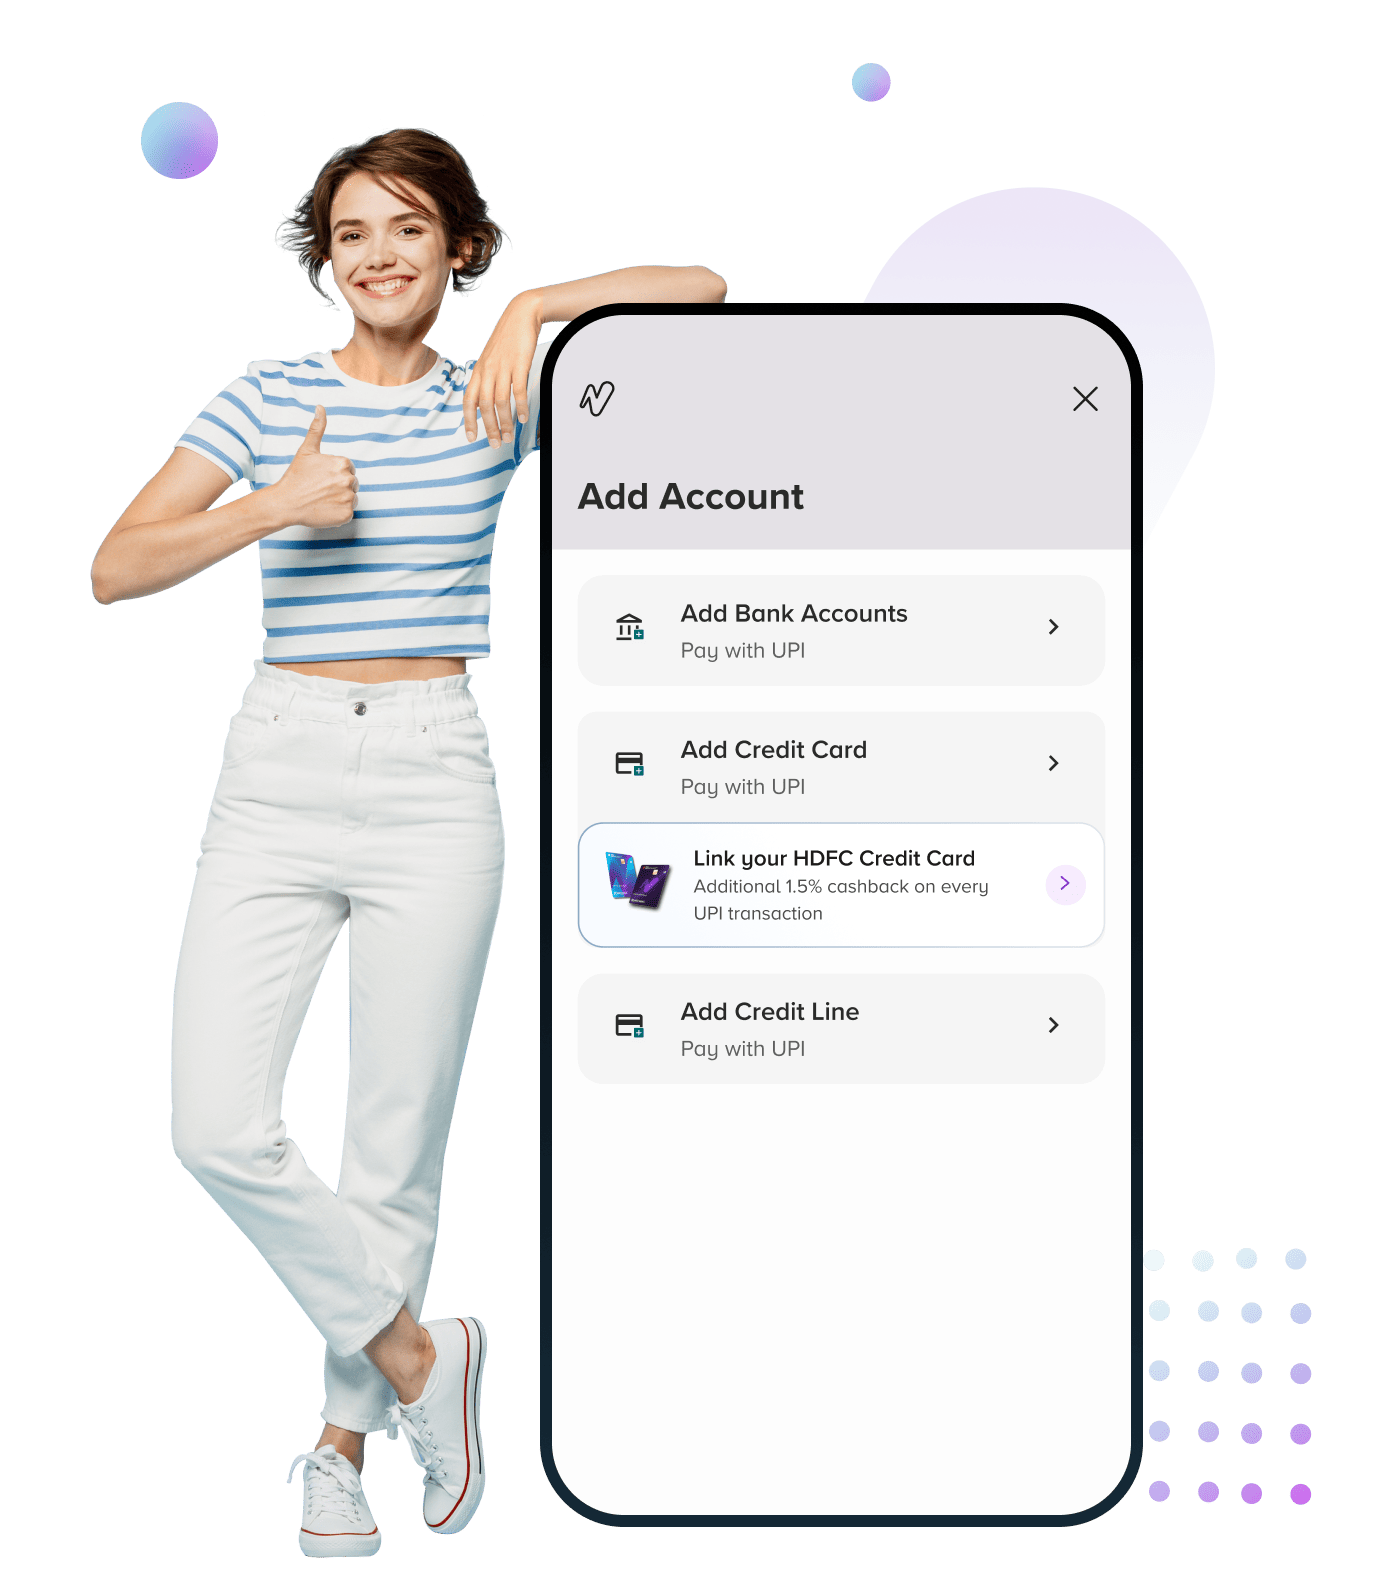 Add Account
Add Bank Accounts
Pay with UPI
Add Credit Card
Pay with UPI
Link your HDFC Credit Card
Additional 1.5% cashback on every
UPI transaction
Add Credit Line
Pay with UPI